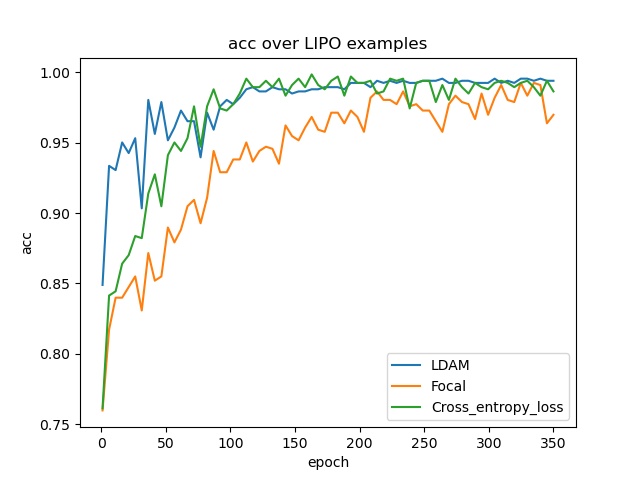 acc over LIPO examples
1.00
0.95
0.90
0.85
0.80
0.75
acc
0 50 100 150 200 250 300 350
epoch
LDAM
Focal
Cross_entropy_loss